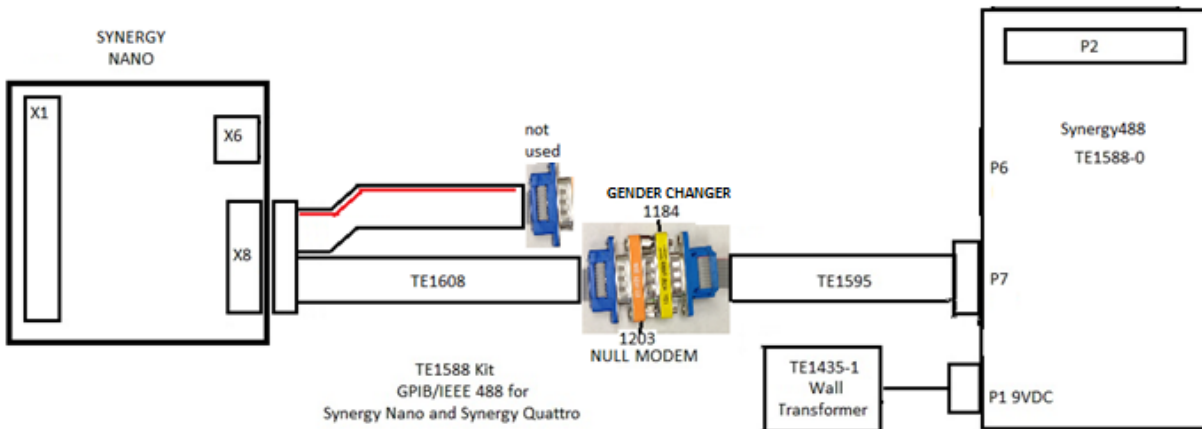 SYNERGY
NANO
X1
X6
X8
not
used
GENDER CHANGER
1184
TE1608
1203
NULL MODEM
TE1595
P2
Synergy488
TE1588-0
P6
P7
P1 9VDC
TE1435-1
Wall
Transformer
TE1588 Kit
GPIB/IEEE 488 for
Synergy Nano and Synergy Quattro